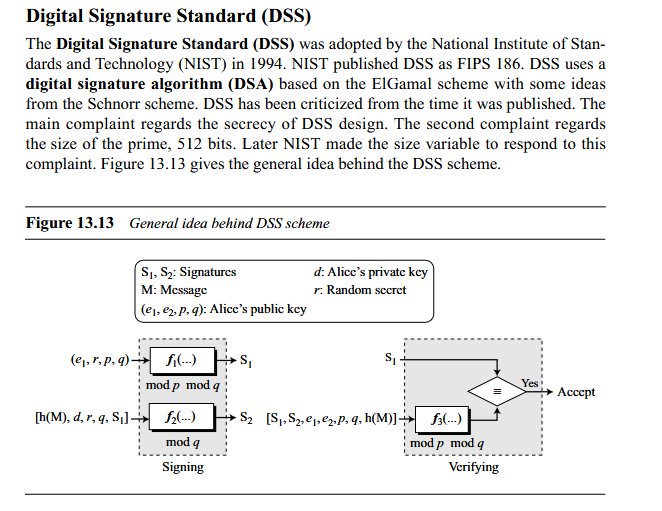 Digital Signature Standard (DSS)
The Digital Signature Standard (DSS) was adopted by the National Institute of Stan-
dards and Technology (NIST) in 1994. NIST published DSS as FIPS 186. DSS uses a
digital signature algorithm (DSA) based on the ElGamal scheme with some ideas
from the Schnorr scheme. DSS has been criticized from the time it was published. The
main complaint regards the secrecy of DSS design. The second complaint regards
the size of the prime, 512 bits. Later NIST made the size variable to respond to this
complaint. Figure 13.13 gives the general idea behind the DSS scheme.
Figure 13.13 General idea behind DSS scheme
S₁, S₂: Signatures d: Alice's private key
M: Message r: Random secret
(e₁, e₂, p, q): Alice's public key
(e₁, r, p, q) f₁(...) S₁
mod p mod q
[h(M), d, r, q, S₁] f₂(...) S₂
mod q
Signing
S₁
≡ Yes Accept
[S₁, S₂, e₁, e₂, p, q, h(M)] f₃(...)
mod p mod q
Verifying